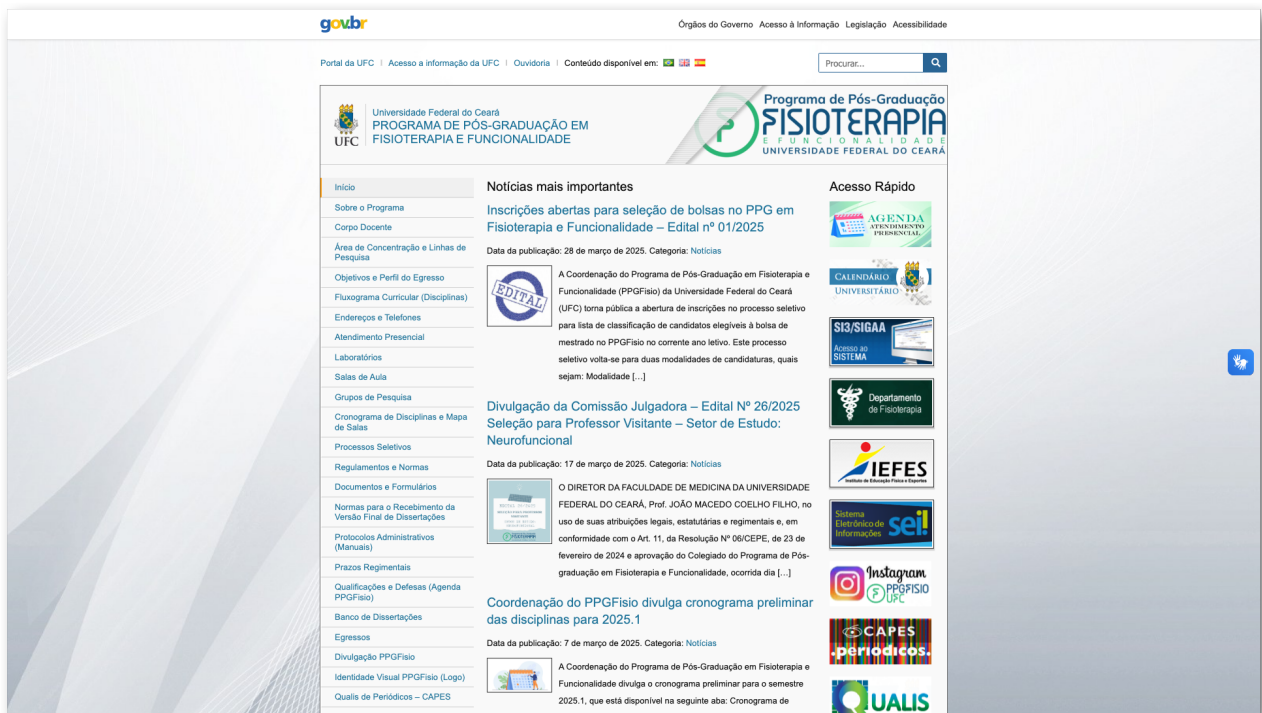 gov.br
Órgãos do Governo Acesso à Informação Legislação Acessibilidade
Portal da UFC | Acesso a informação da UFC | Ouvidoria | Conteúdo disponível em:
Procurar...
UFC
Universidade Federal do Ceará
PROGRAMA DE PÓS-GRADUAÇÃO EM
FISIOTERAPIA E FUNCIONALIDADE
Programa de Pós-Graduação
FISIOTERAPIA
E FUNCIONALIDADE
UNIVERSIDADE FEDERAL DO CEARÁ
Início
Sobre o Programa
Corpo Docente
Área de Concentração e Linhas de
Pesquisa
Objetivos e Perfil do Egresso
Fluxograma Curricular (Disciplinas)
Endereços e Telefones
Atendimento Presencial
Laboratórios
Salas de Aula
Grupos de Pesquisa
Cronograma de Disciplinas e Mapa
de Salas
Processos Seletivos
Regulamentos e Normas
Documentos e Formulários
Normas para o Recebimento da
Versão Final de Dissertações
Protocolos Administrativos
(Manuais)
Prazos Regimentais
Qualificações e Defesas (Agenda
PPGFisio)
Banco de Dissertações
Egressos
Divulgação PPGFisio
Identidade Visual PPGFisio (Logo)
Qualis de Periódicos – CAPES
Notícias mais importantes
Inscrições abertas para seleção de bolsas no PPG em
Fisioterapia e Funcionalidade – Edital nº 01/2025
Data da publicação: 28 de março de 2025. Categoria: Notícias
EDITAL
A Coordenação do Programa de Pós-Graduação em Fisioterapia e
Funcionalidade (PPGFisio) da Universidade Federal do Ceará
(UFC) torna pública a abertura de inscrições no processo seletivo
para lista de classificação de candidatos elegíveis à bolsa de
mestrado no PPGFisio no corrente ano letivo. Este processo
seletivo volta-se para duas modalidades de candidaturas, quais
sejam: Modalidade […]
Divulgação da Comissão Julgadora – Edital Nº 26/2025
Seleção para Professor Visitante – Setor de Estudo:
Neurofuncional
Data da publicação: 17 de março de 2025. Categoria: Notícias
O DIRETOR DA FACULDADE DE MEDICINA DA UNIVERSIDADE
FEDERAL DO CEARÁ, Prof. JOÃO MACEDO COELHO FILHO, no
uso de suas atribuições legais, estatutárias e regimentais e, em
conformidade com o Art. 11, da Resolução Nº 06/CEPE, de 23 de
fevereiro de 2024 e aprovação do Colegiado do Programa de Pós-
graduação em Fisioterapia e Funcionalidade, ocorrida dia […]
Coordenação do PPGFisio divulga cronograma preliminar
das disciplinas para 2025.1
Data da publicação: 7 de março de 2025. Categoria: Notícias
A Coordenação do Programa de Pós-Graduação em Fisioterapia e
Funcionalidade divulga o cronograma preliminar para o semestre
2025.1, que está disponível na seguinte aba: Cronograma de
Acesso Rápido
AGENDA
ATENDIMENTO
PRESENCIAL
CALENDÁRIO
UNIVERSITÁRIO
SI3/SIGAA
Acesso ao
SISTEMA
Departamento
de Fisioterapia
IEFES
Instituto de Educação Física e Esportes
Sistema
Eletrônico de
Informações
sei!
Instagram
PPGFISIO
UFC
CAPES
.periodicos.
QUALIS